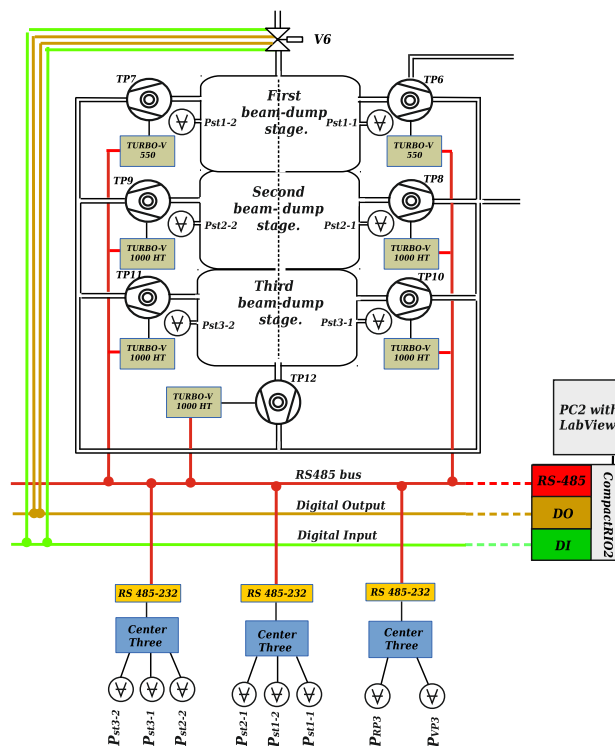 V6
TP7
TP6
First
beam-dump
stage.
Pst1-2
Pst1-1
TURBO-V
550
TURBO-V
550
TP9
TP8
Second
beam- dump
stage.
Pst2-2
Pst2-1
TURBO-V
1000 HT
TURBO-V
1000 HT
TP11
TP10
Third
beam-dump
stage.
Pst3-2
Pst3-1
TURBO-V
1000 HT
TURBO-V
1000 HT
TP12
TURBO-V
1000 HT
PC2 with
LabView
RS485 bus
RS-485
Digital Output
DO
Digital Input
DI
CompactRIO2
RS 485-232
RS 485-232
RS 485-232
Center
Three
Center
Three
Center
Three
Pst3-2
Pst3-1
Pst2-2
Pst2-1
Pst1-2
Pst1-1
PRP3
PVP3